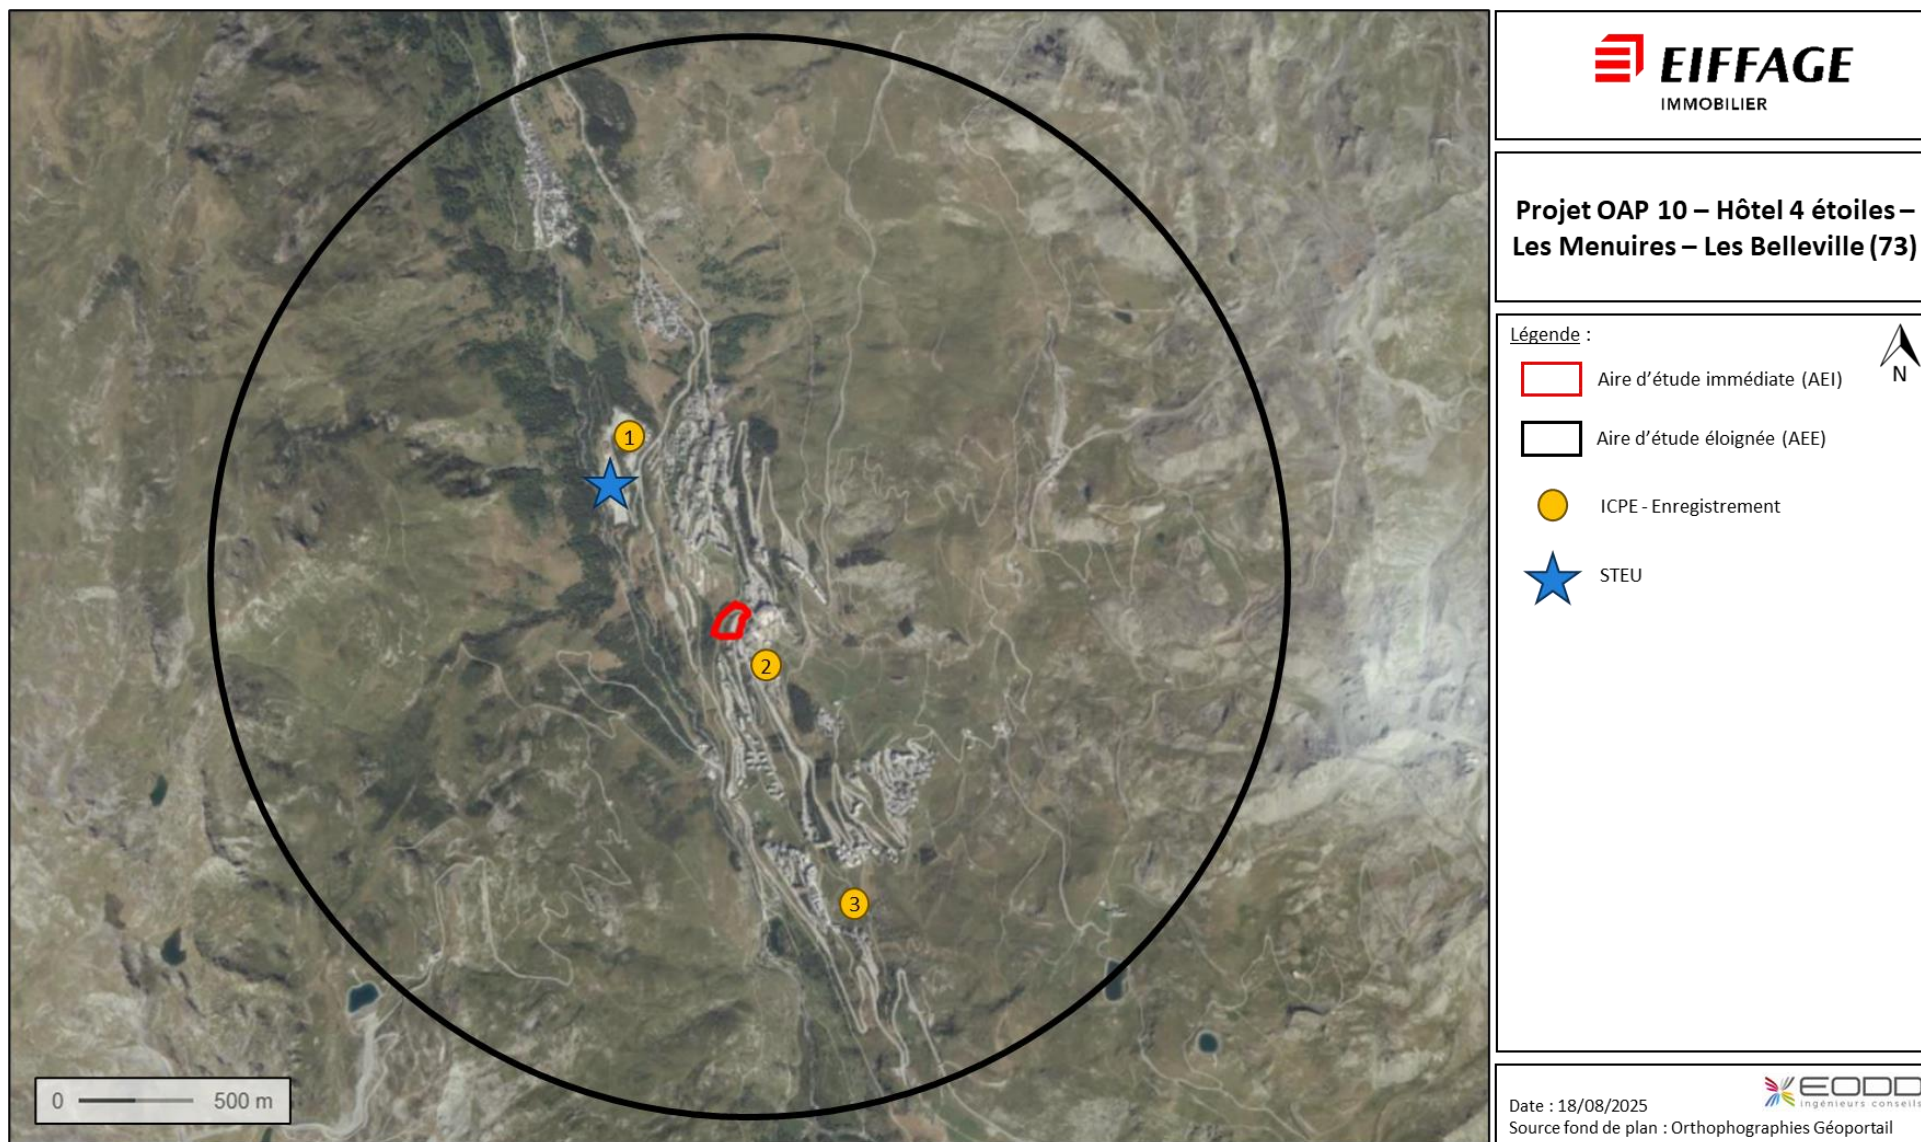 EIFFAGE
IMMOBILIER
Projet OAP 10 – Hôtel 4 étoiles –
Les Menuires – Les Belleville (73)
Légende :
N
Aire d'étude immédiate (AEI)
Aire d'étude éloignée (AEE)
ICPE - Enregistrement
STEU
1
2
3
0 500 m
EODD
ingénieurs conseils
Date : 18/08/2025
Source fond de plan : Orthophographies Géoportail